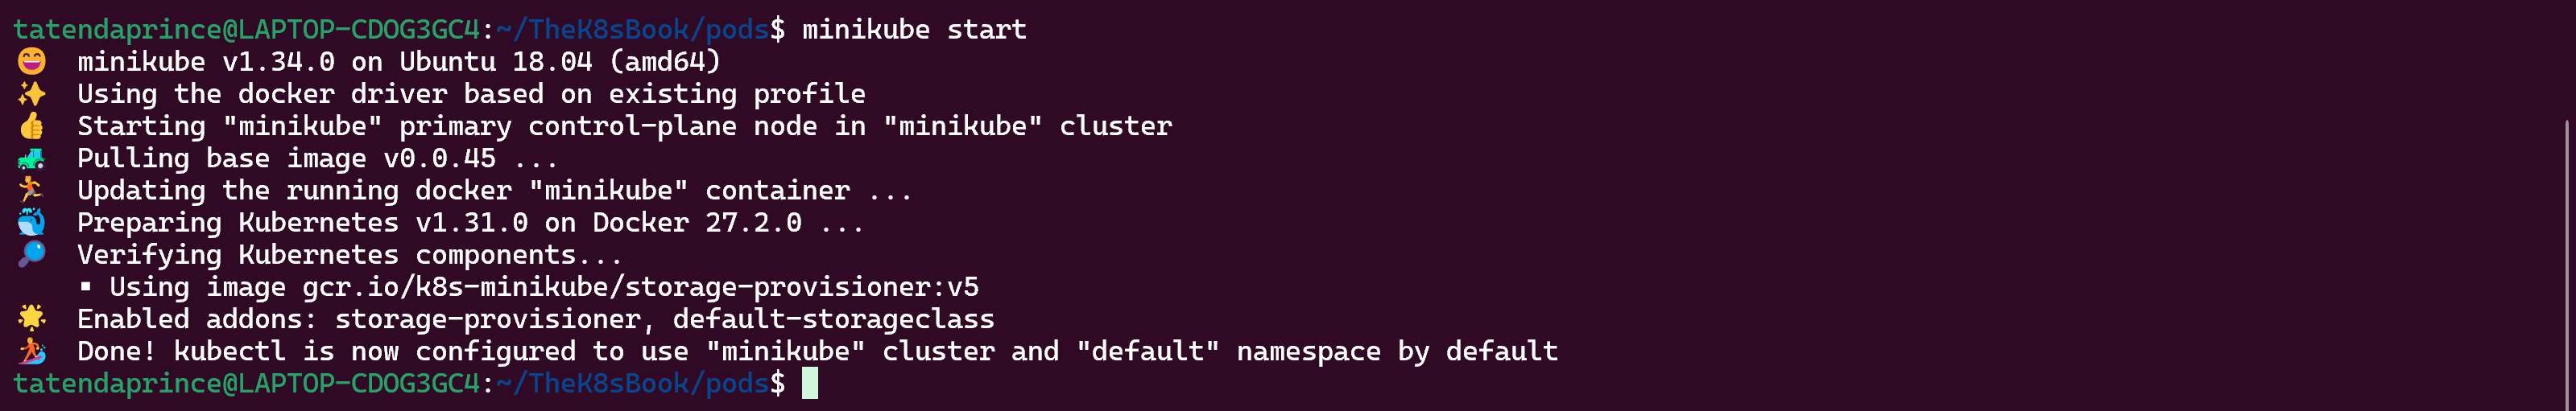 tatendaprince@LAPTOP-CDOG3GC4:~/TheK8sBook/pods$ minikube start
😄  minikube v1.34.0 on Ubuntu 18.04 (amd64)
✨  Using the docker driver based on existing profile
👍  Starting "minikube" primary control-plane node in "minikube" cluster
🚜  Pulling base image v0.0.45 ...
🏃  Updating the running docker "minikube" container ...
🐳  Preparing Kubernetes v1.31.0 on Docker 27.2.0 ...
🔎  Verifying Kubernetes components...
    ▪ Using image gcr.io/k8s-minikube/storage-provisioner:v5
🌟  Enabled addons: storage-provisioner, default-storageclass
🏄  Done! kubectl is now configured to use "minikube" cluster and "default" namespace by default
tatendaprince@LAPTOP-CDOG3GC4:~/TheK8sBook/pods$